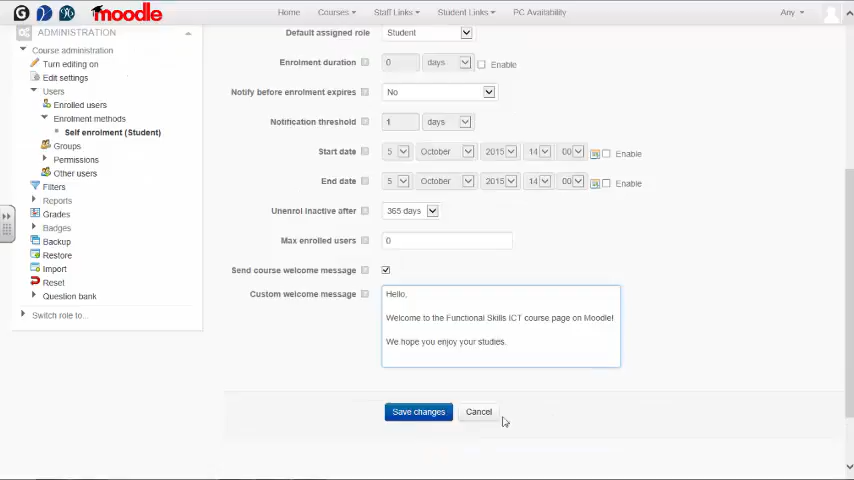 moodle
Home
Courses
Staff Links
Student Links
PC Availability
Any
ADMINISTRATION
Course administration
Turn editing on
Edit settings
Users
Enrolled users
Enrolment methods
Self enrolment (Student)
Groups
Permissions
Other users
Filters
Reports
Grades
Badges
Backup
Restore
Import
Reset
Question bank
Switch role to...
Default assigned role
Student
Enrolment duration
0 days Enable
Notify before enrolment expires
No
Notification threshold
1 days
Start date
5 October 2015 14 00 Enable
End date
5 October 2015 14 00 Enable
Unenrol inactive after
365 days
Max enrolled users
0
Send course welcome message
Custom welcome message
Hello,
Welcome to the Functional Skills ICT course page on Moodle!
We hope you enjoy your studies.
Save changes
Cancel